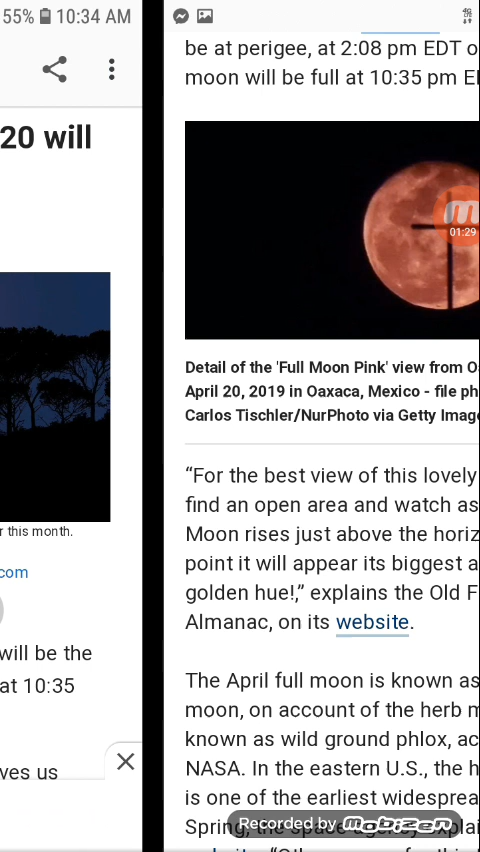 55% 10:34 AM
20 will
r this month.
com
will be the
at 10:35
ves us
be at perigee, at 2:08 pm EDT o
moon will be full at 10:35 pm E
01:29
Detail of the 'Full Moon Pink' view from O
April 20, 2019 in Oaxaca, Mexico - file ph
Carlos Tischler/NurPhoto via Getty Imag
“For the best view of this lovely
find an open area and watch as
Moon rises just above the horiz
point it will appear its biggest a
golden hue!,” explains the Old F
Almanac, on its website.
The April full moon is known as
moon, on account of the herb m
known as wild ground phlox, ac
NASA. In the eastern U.S., the h
is one of the earliest widesprea
Spring, the space agency explai
Recorded by mobizen